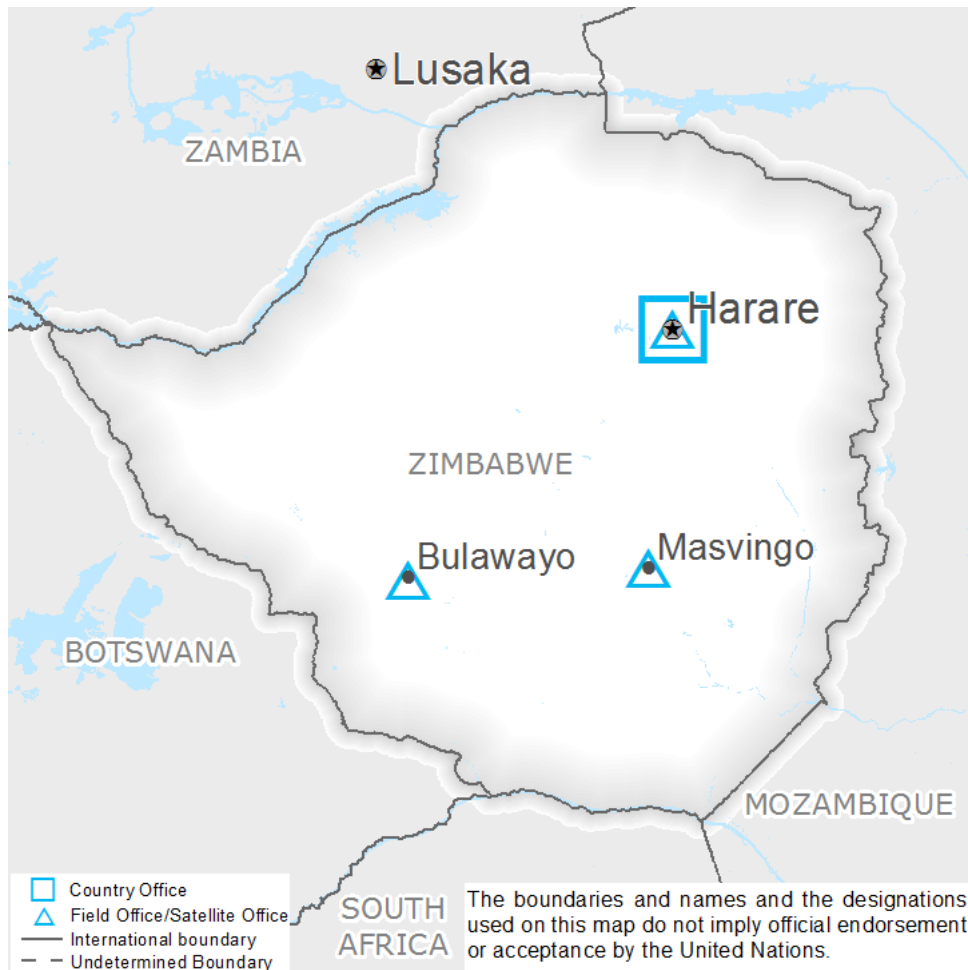 Lusaka
ZAMBIA
Harare
ZIMBABWE
Bulawayo
Masvingo
BOTSWANA
MOZAMBIQUE
SOUTH
AFRICA
Country Office
Field Office/Satellite Office
International boundary
Undetermined Boundary
The boundaries and names and the designations
used on this map do not imply official endorsement
or acceptance by the United Nations.